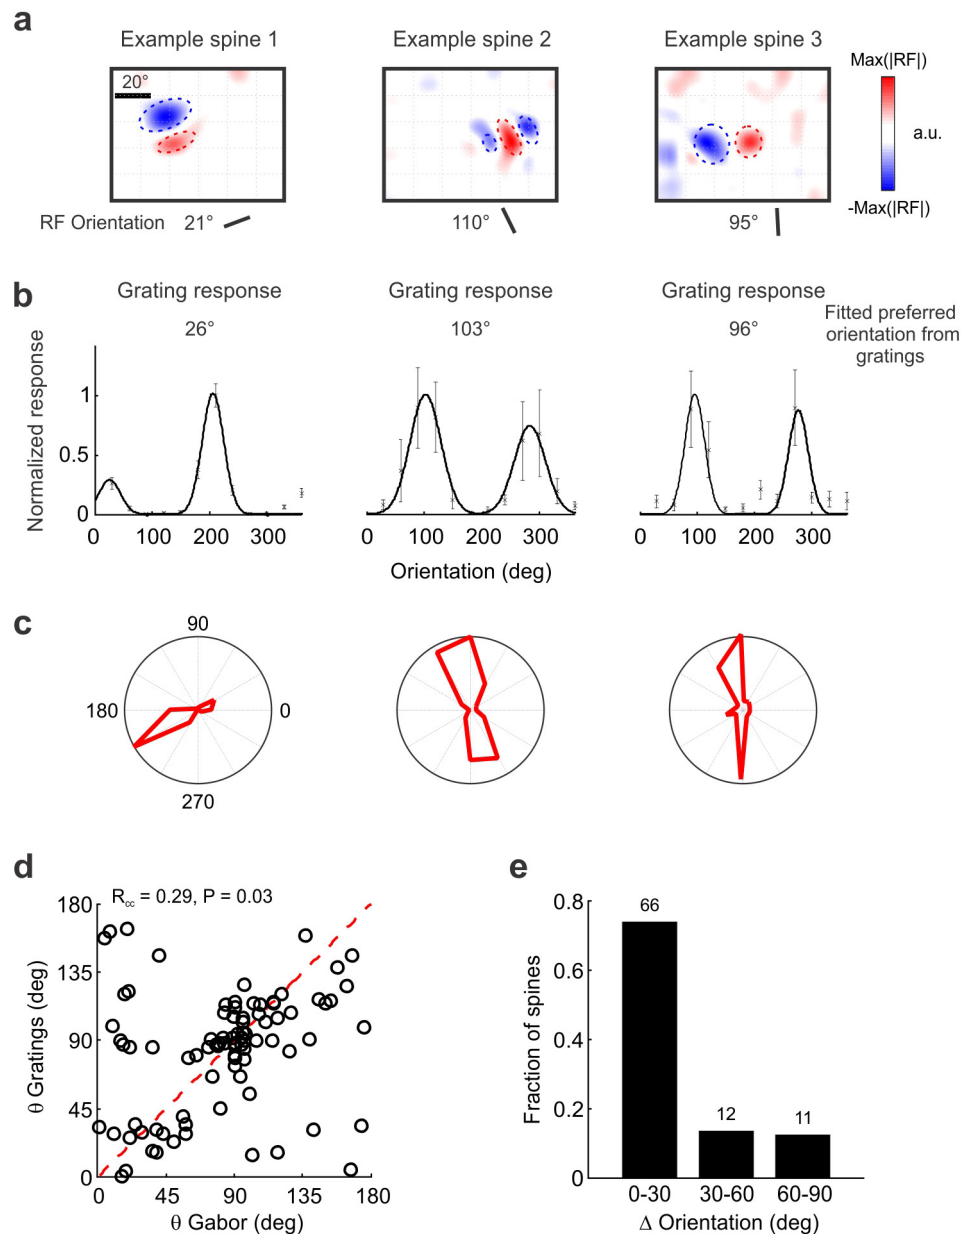 a
Example spine 1
Example spine 2
Example spine 3
20°
Max(|RF|)
a.u.
-Max(|RF|)
RF Orientation 21°
110°
95°
b
Grating response
Grating response
Grating response
26°
103°
96°
Fitted preferred
orientation from
gratings
Normalized response
1
0.5
0
0 100 200 300
0 100 200 300
0 100 200 300
Orientation (deg)
c
90
180
0
270
d
Rcc = 0.29, P = 0.03
θ Gratings (deg)
180
135
90
45
0
0 45 90 135 180
θ Gabor (deg)
e
Fraction of spines
0.8
0.6
0.4
0.2
0
66
12
11
0-30 30-60 60-90
Δ Orientation (deg)